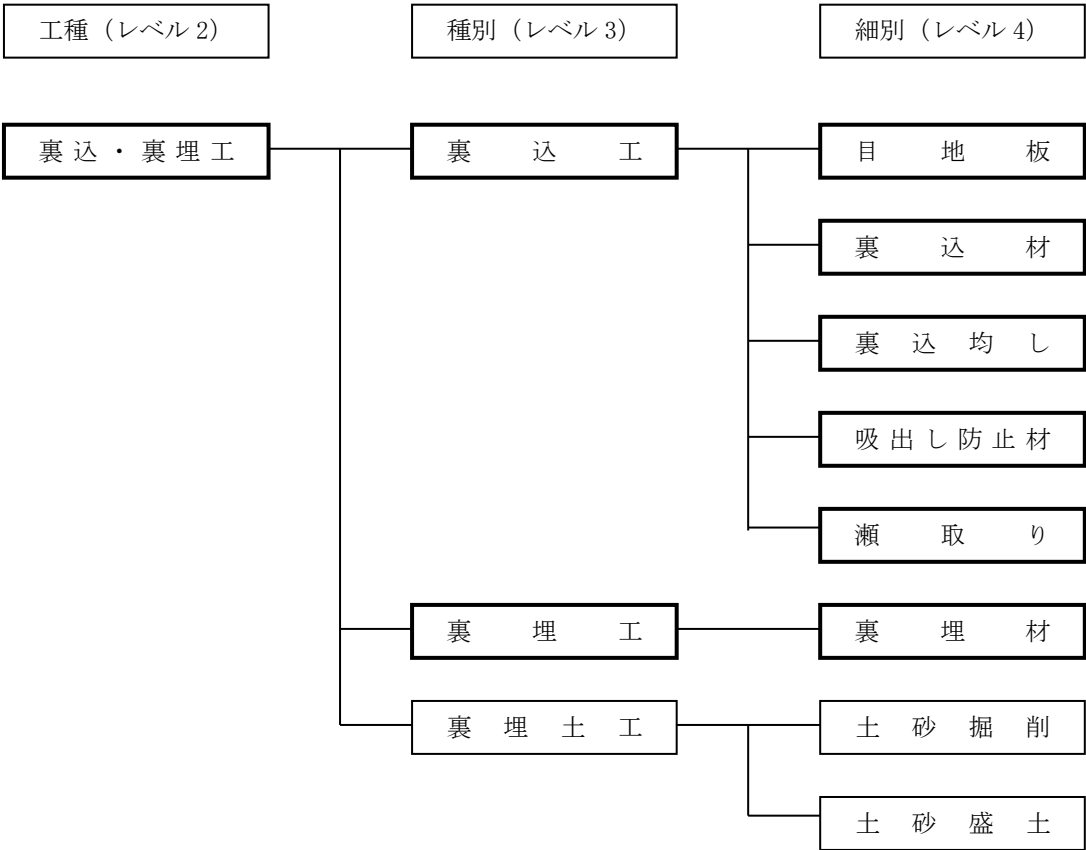 工種（レベル2） 種別（レベル3） 細別（レベル4）
裏込・裏埋工 裏込工 目地板
裏込材
裏込均し
吸出し防止材
瀬取り
裏埋工 裏埋材
裏埋土工 土砂掘削
土砂盛土